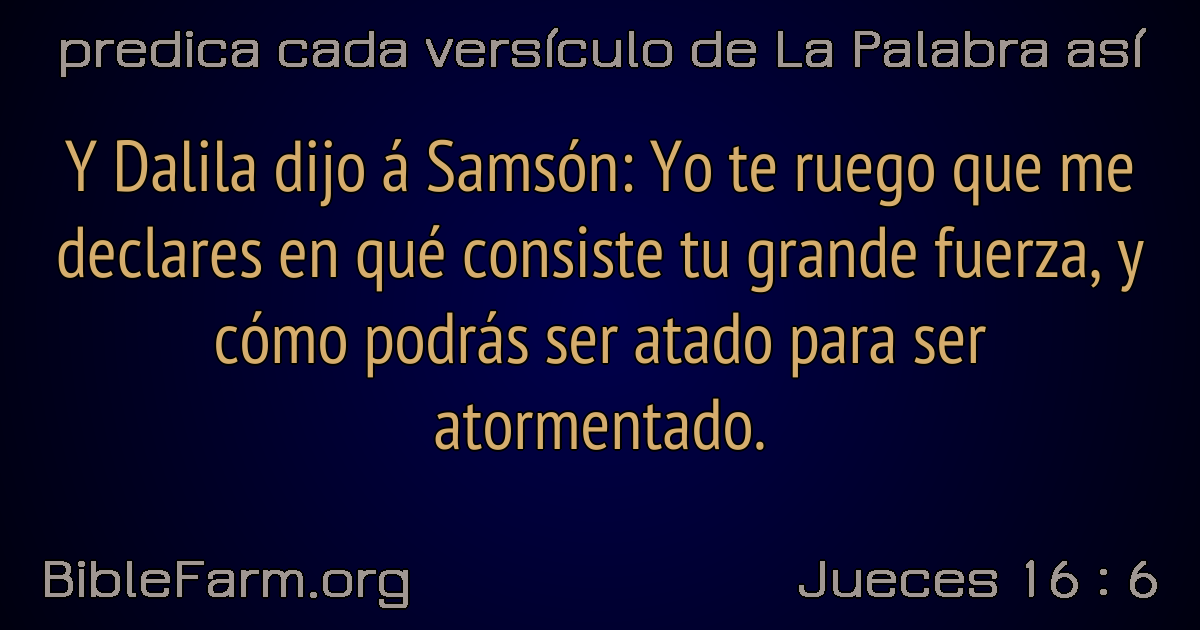 predica cada versículo de La Palabra así
Y Dalila dijo á Samsón: Yo te ruego que me
declares en qué consiste tu grande fuerza, y
cómo podrás ser atado para ser
atormentado.
BibleFarm.org
Jueces 16 : 6